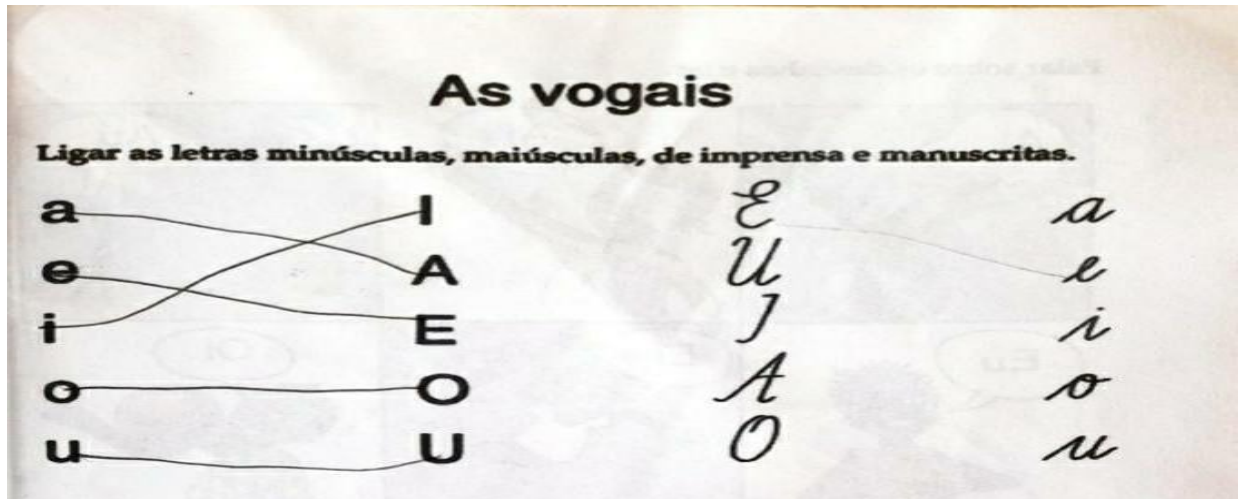 As vogais
Ligar as letras minúsculas, maiúsculas, de imprensa e manuscritas.
a I E a
e A U e
i E I i
o O A o
u U O u